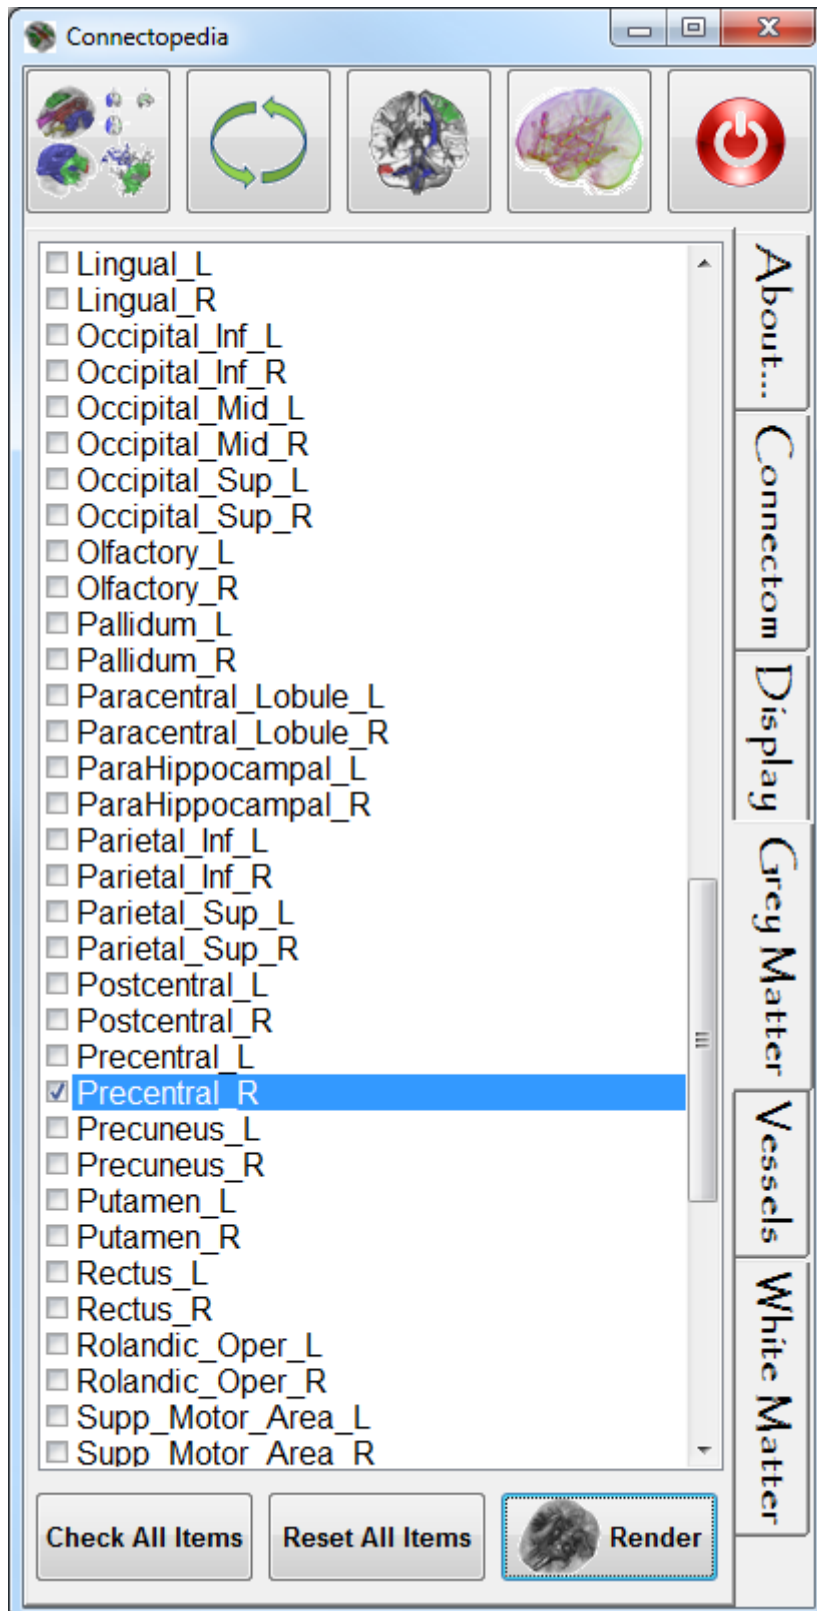 Connectopedia
Lingual_L
Lingual_R
Occipital_Inf_L
Occipital_Inf_R
Occipital_Mid_L
Occipital_Mid_R
Occipital_Sup_L
Occipital_Sup_R
Olfactory_L
Olfactory_R
Pallidum_L
Pallidum_R
Paracentral_Lobule_L
Paracentral_Lobule_R
ParaHippocampal_L
ParaHippocampal_R
Parietal_Inf_L
Parietal_Inf_R
Parietal_Sup_L
Parietal_Sup_R
Postcentral_L
Postcentral_R
Precentral_L
Precentral_R
Precuneus_L
Precuneus_R
Putamen_L
Putamen_R
Rectus_L
Rectus_R
Rolandic_Oper_L
Rolandic_Oper_R
Supp_Motor_Area_L
Supp_Motor_Area_R
About...
Connectom
Display
Grey Matter
Vessels
White Matter
Check All Items
Reset All Items
Render